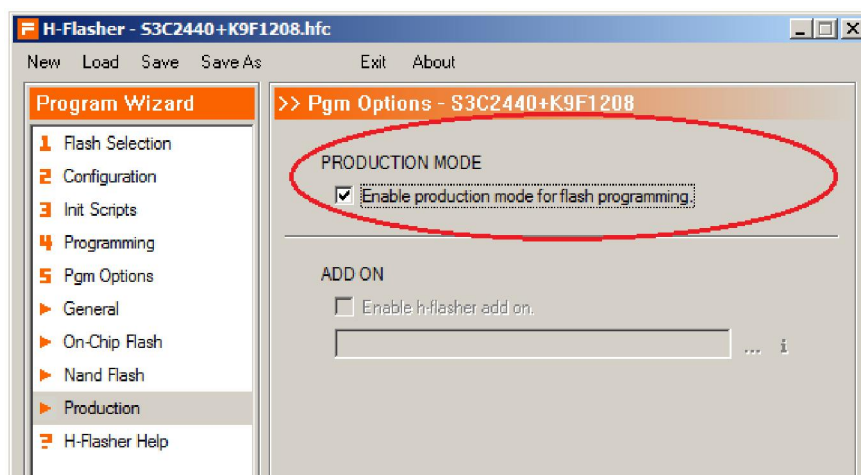 H-Flasher - S3C2440+K9F1208.hfc
New Load Save Save As Exit About
Program Wizard
1 Flash Selection
2 Configuration
3 Init Scripts
4 Programming
5 Pgm Options
General
On-Chip Flash
Nand Flash
Production
? H-Flasher Help
>> Pgm Options - S3C2440+K9F1208
PRODUCTION MODE
Enable production mode for flash programming.
ADD ON
Enable h-flasher add on.
... i